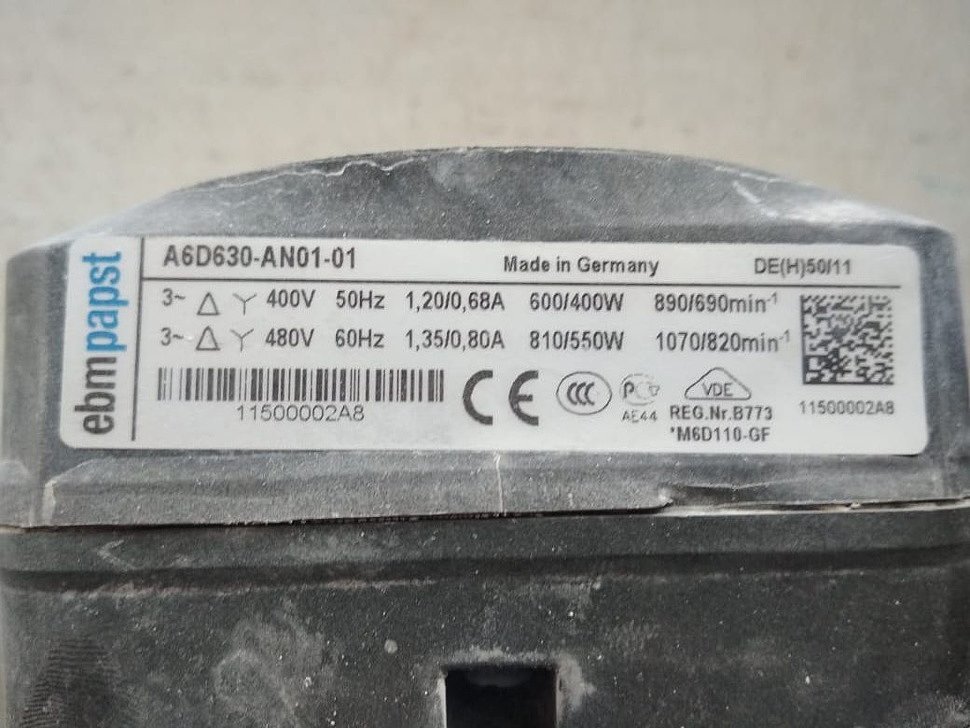 ebmpapst
A6D630-AN01-01
Made in Germany
DE(H)50/11
3~ △ Y 400V 50Hz 1,20/0,68A 600/400W 890/690min-1
3~ △ Y 480V 60Hz 1,35/0,80A 810/550W 1070/820min-1
11500002A8
CE
CCC
AE44
VDE
REG.Nr.B773
*M6D110-GF
11500002A8